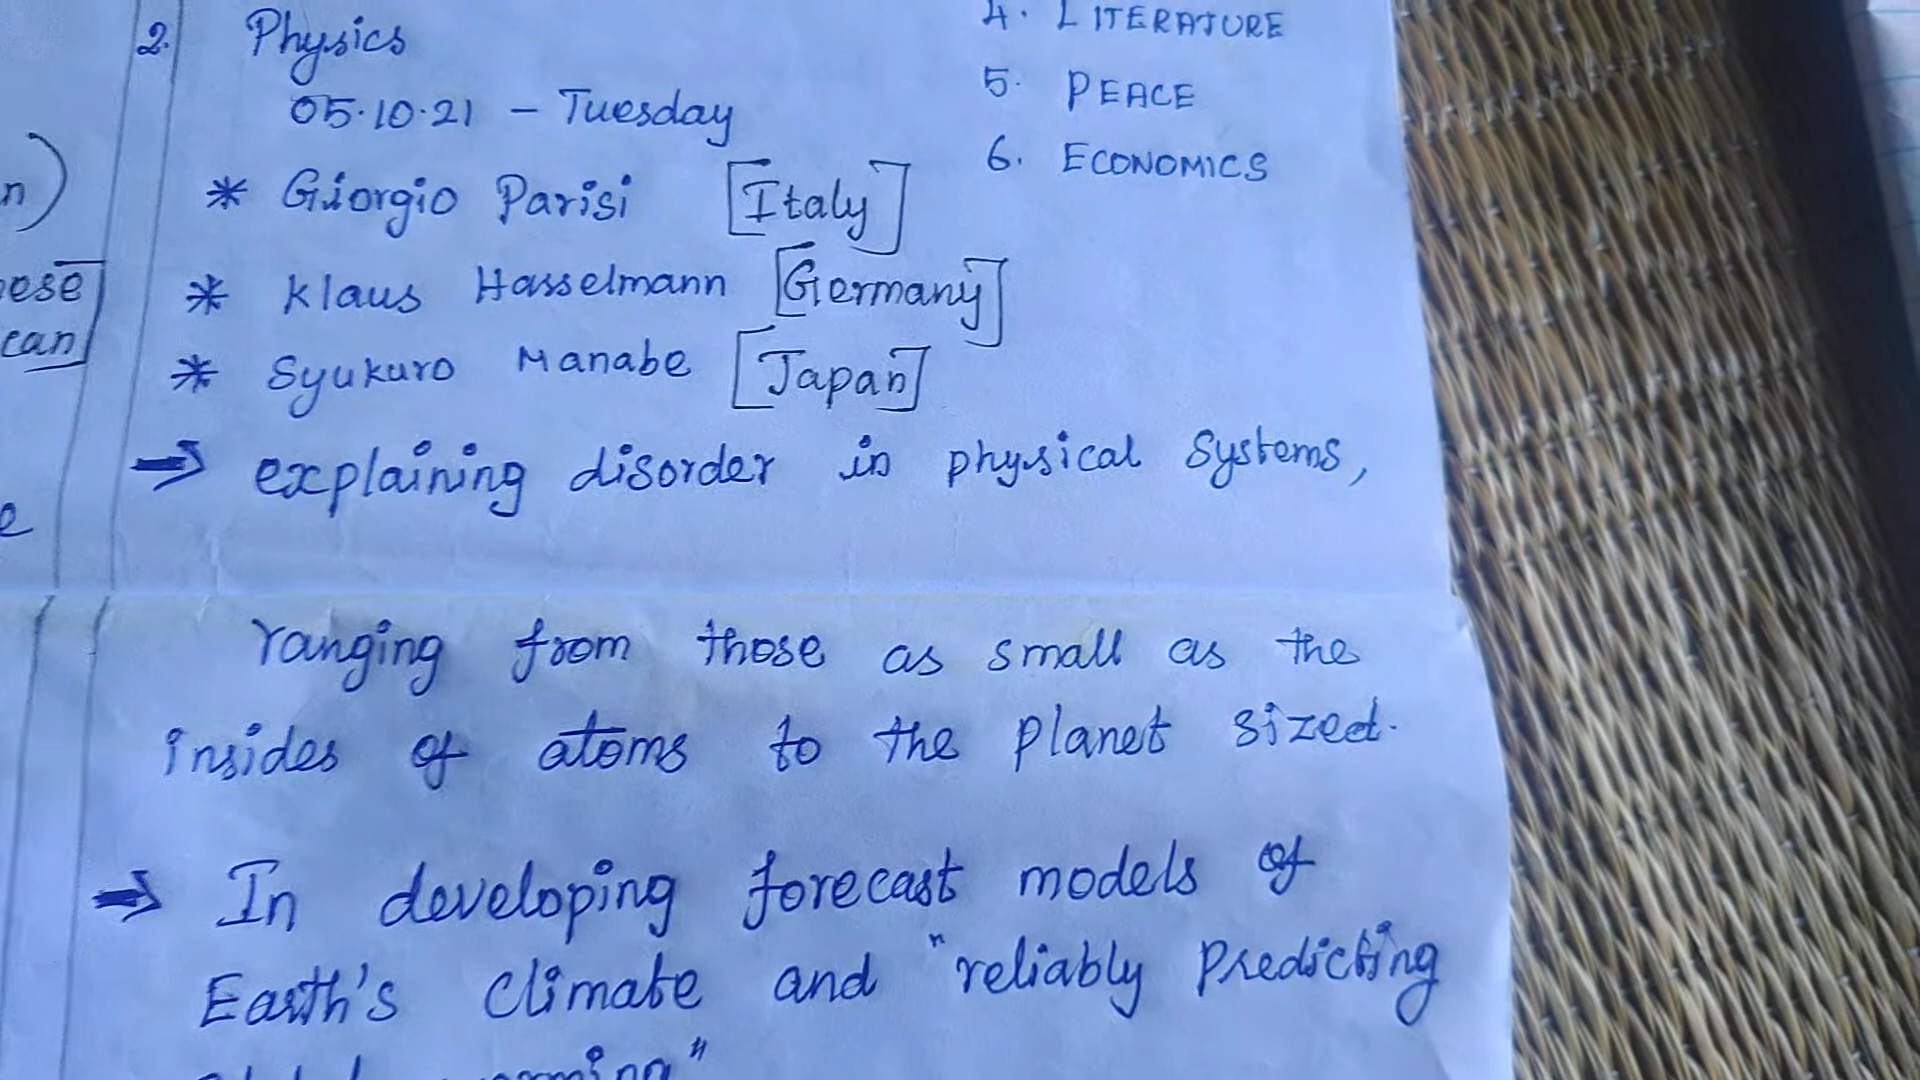 2. Physics
05.10.21 - Tuesday
* Giorgio Parisi [Italy]
* Klaus Hasselmann [Germany]
* Syukuro Manabe [Japan]
→ explaining disorder in physical Systems,
ranging from those as small as the
insides of atoms to the planet sized.
→ In developing forecast models of
Earth's climate and "reliably predicting
4. LITERATURE
5. PEACE
6. ECONOMICS